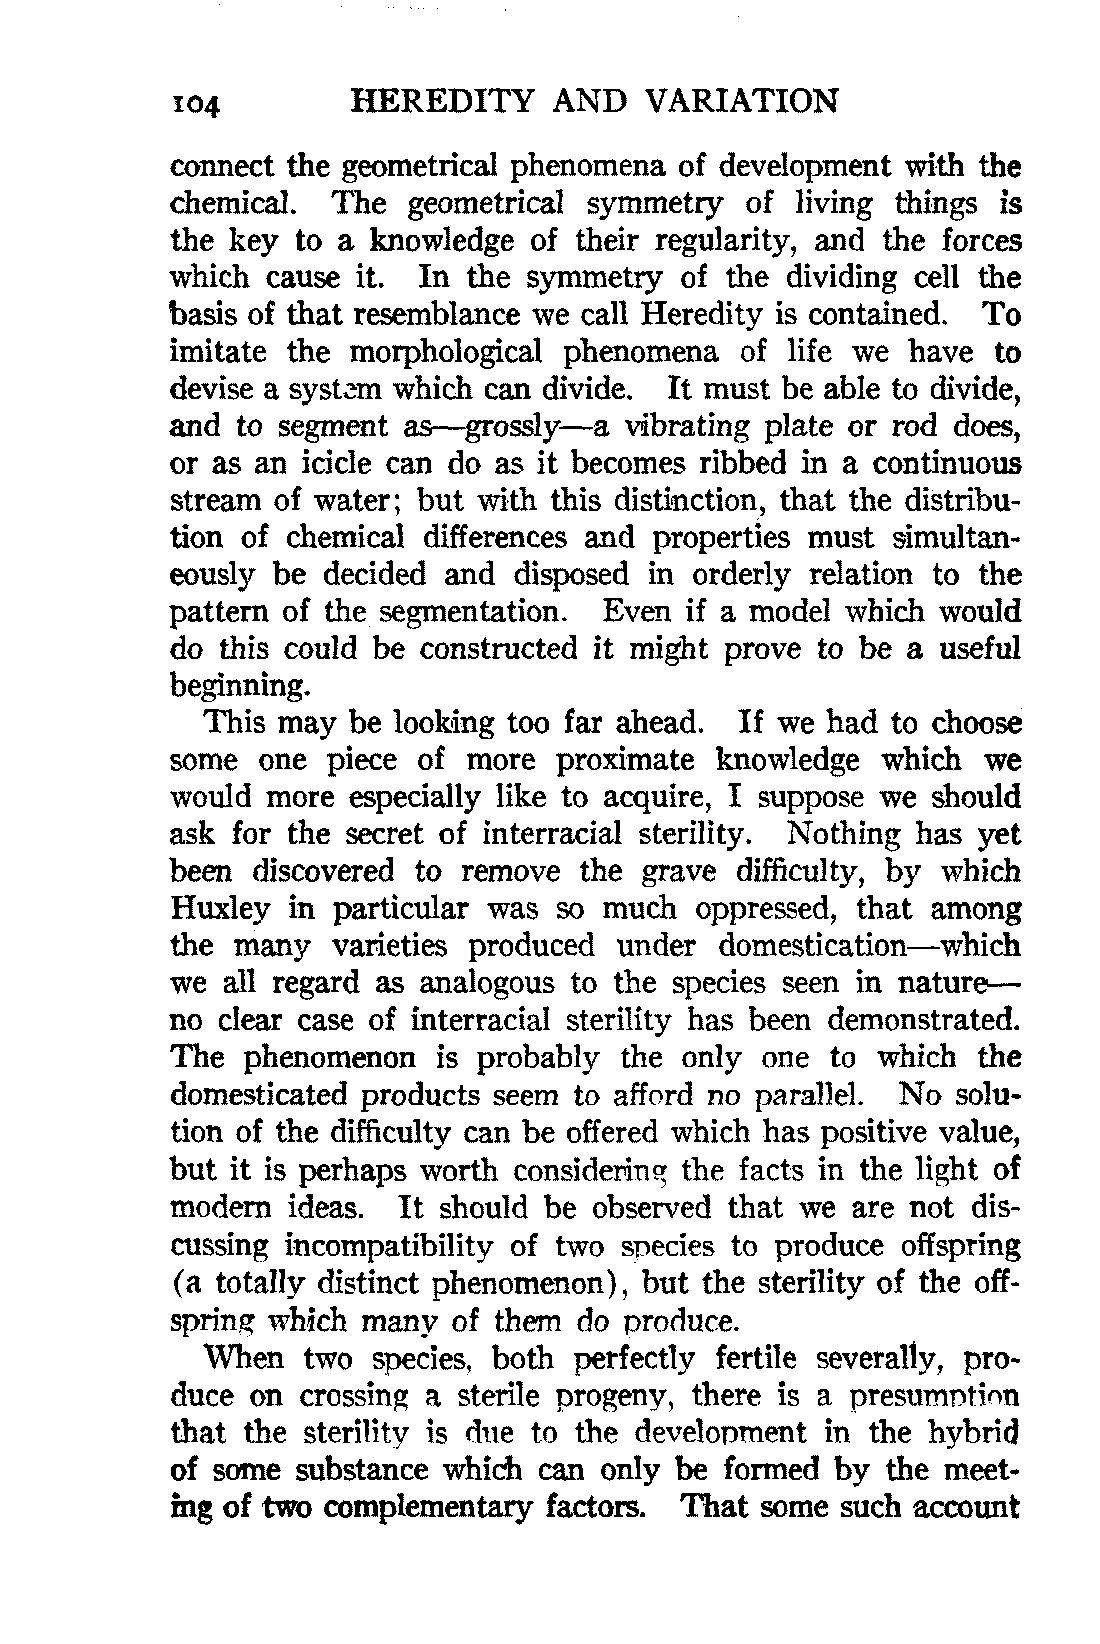 104 HEREDITY AND VARIATION
connect the geometrical phenomena of development with the
chemical. The geometrical symmetry of living things is
the key to a knowledge of their regularity, and the forces
which cause it. In the symmetry of the dividing cell the
basis of that resemblance we call Heredity is contained. To
imitate the morphological phenomena of life we have to
devise a system which can divide. It must be able to divide,
and to segment as—grossly—a vibrating plate or rod does,
or as an icicle can do as it becomes ribbed in a continuous
stream of water; but with this distinction, that the distribu-
tion of chemical differences and properties must simultan-
eously be decided and disposed in orderly relation to the
pattern of the segmentation. Even if a model which would
do this could be constructed it might prove to be a useful
beginning.
This may be looking too far ahead. If we had to choose
some one piece of more proximate knowledge which we
would more especially like to acquire, I suppose we should
ask for the secret of interracial sterility. Nothing has yet
been discovered to remove the grave difficulty, by which
Huxley in particular was so much oppressed, that among
the many varieties produced under domestication—which
we all regard as analogous to the species seen in nature—
no clear case of interracial sterility has been demonstrated.
The phenomenon is probably the only one to which the
domesticated products seem to afford no parallel. No solu-
tion of the difficulty can be offered which has positive value,
but it is perhaps worth considering the facts in the light of
modern ideas. It should be observed that we are not dis-
cussing incompatibility of two species to produce offspring
(a totally distinct phenomenon), but the sterility of the off-
spring which many of them do produce.
When two species, both perfectly fertile severally, pro-
duce on crossing a sterile progeny, there is a presumption
that the sterility is due to the development in the hybrid
of some substance which can only be formed by the meet-
ing of two complementary factors. That some such account